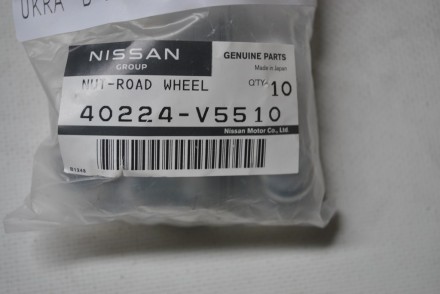 NISSAN
GROUP
GENUINE PARTS
Made in Japan
NUT-ROAD WHEEL
Q'TY 10
40224-V5510
Nissan Motor Co., Ltd.